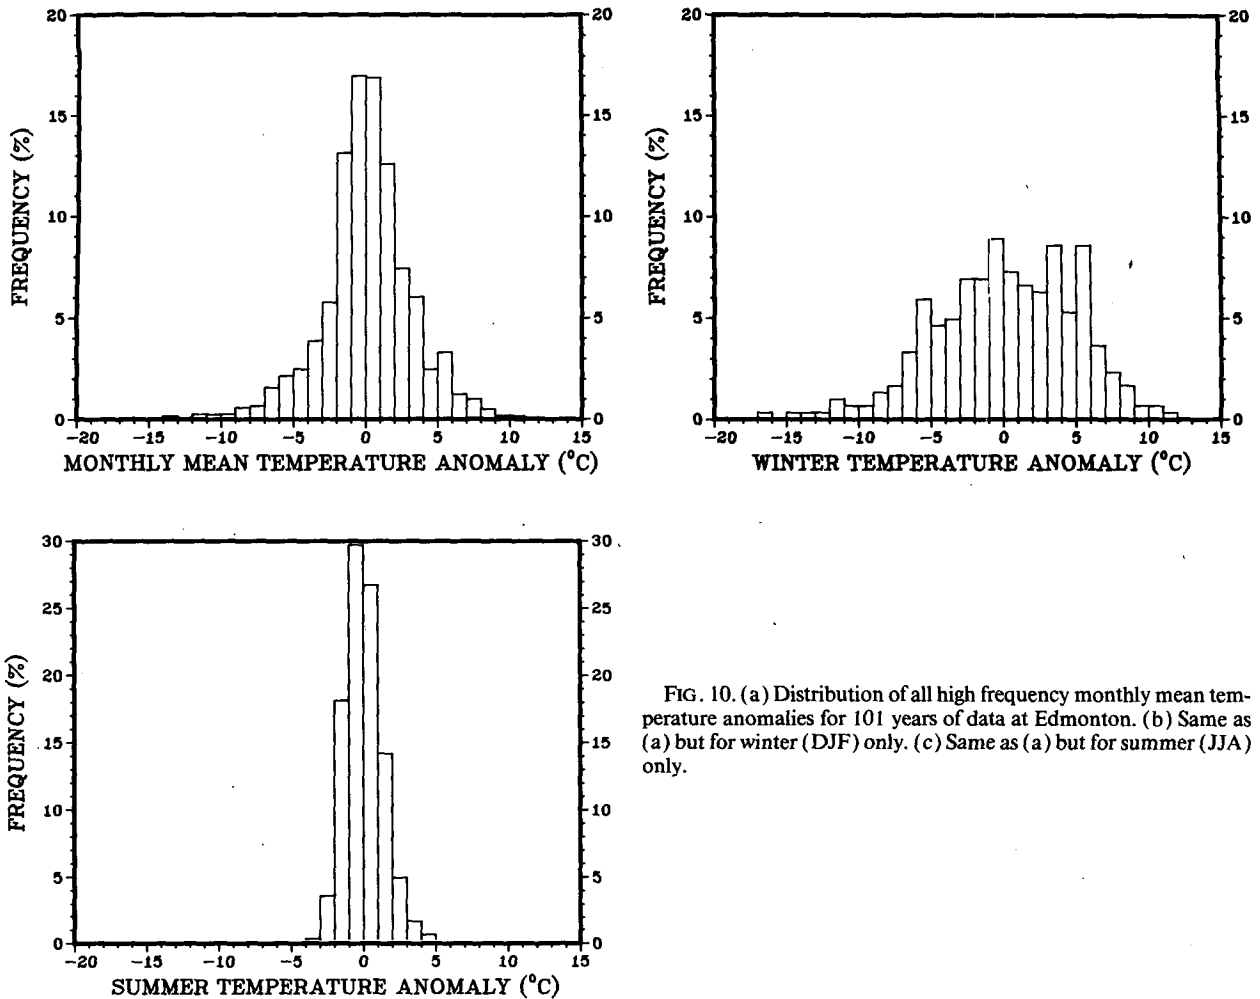 20 20
15 15
10 10
5 5
0 0
FREQUENCY (%)
-20 -15 -10 -5 0 5 10 15
MONTHLY MEAN TEMPERATURE ANOMALY (°C)
20 20
15 15
10 10
5 5
0 0
FREQUENCY (%)
-20 -15 -10 -5 0 5 10 15
WINTER TEMPERATURE ANOMALY (°C)
30 30
25 25
20 20
15 15
10 10
5 5
0 0
FREQUENCY (%)
-20 -15 -10 -5 0 5 10 15
SUMMER TEMPERATURE ANOMALY (°C)
FIG. 10. (a) Distribution of all high frequency monthly mean tem-
perature anomalies for 101 years of data at Edmonton. (b) Same as
(a) but for winter (DJF) only. (c) Same as (a) but for summer (JJA)
only.